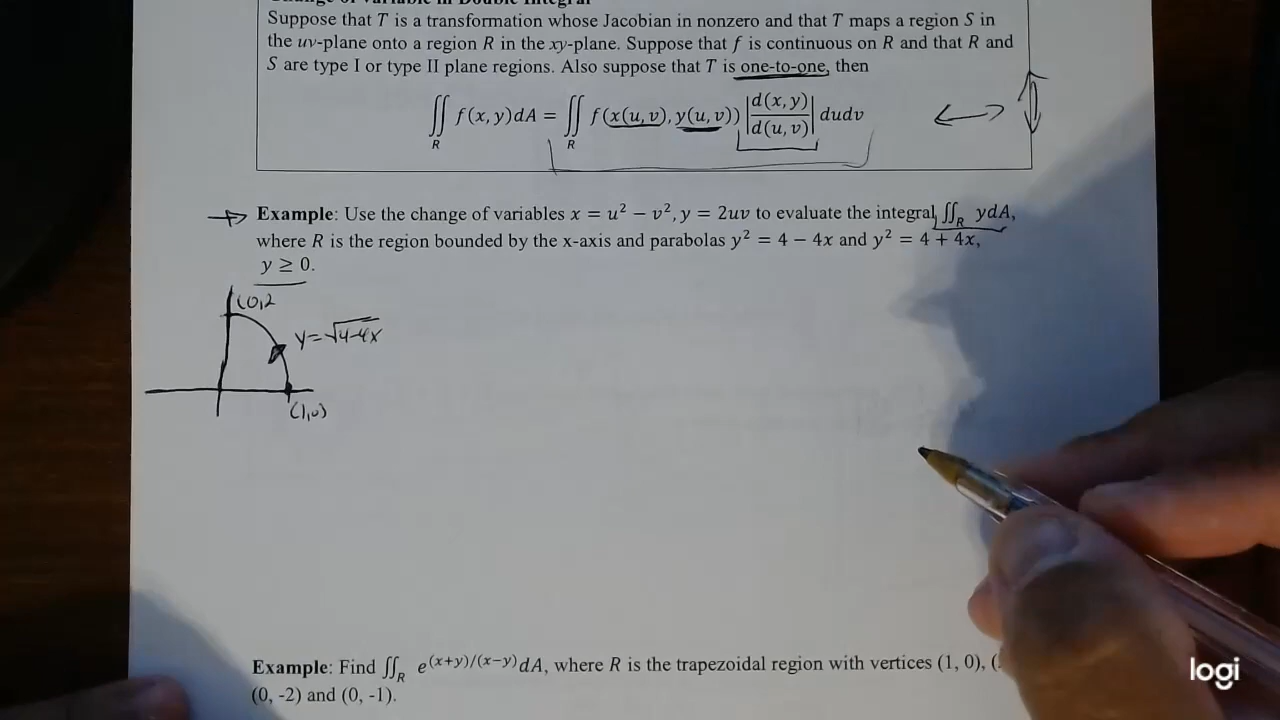 Suppose that T is a transformation whose Jacobian in nonzero and that T maps a region S in
the uv-plane onto a region R in the xy-plane. Suppose that f is continuous on R and that R and
S are type I or type II plane regions. Also suppose that T is one-to-one, then
∬_R f(x, y)dA = ∬_R f(x(u, v), y(u, v)) |d(x, y)/d(u, v)| dudv
Example: Use the change of variables x = u² − v², y = 2uv to evaluate the integral ∬_R ydA,
where R is the region bounded by the x-axis and parabolas y² = 4 − 4x and y² = 4 + 4x,
y ≥ 0.
(0,2
y=√4-4x
(1,0)
Example: Find ∬_R e^(x+y)/(x−y) dA, where R is the trapezoidal region with vertices (1, 0), (
(0, -2) and (0, -1).
logi